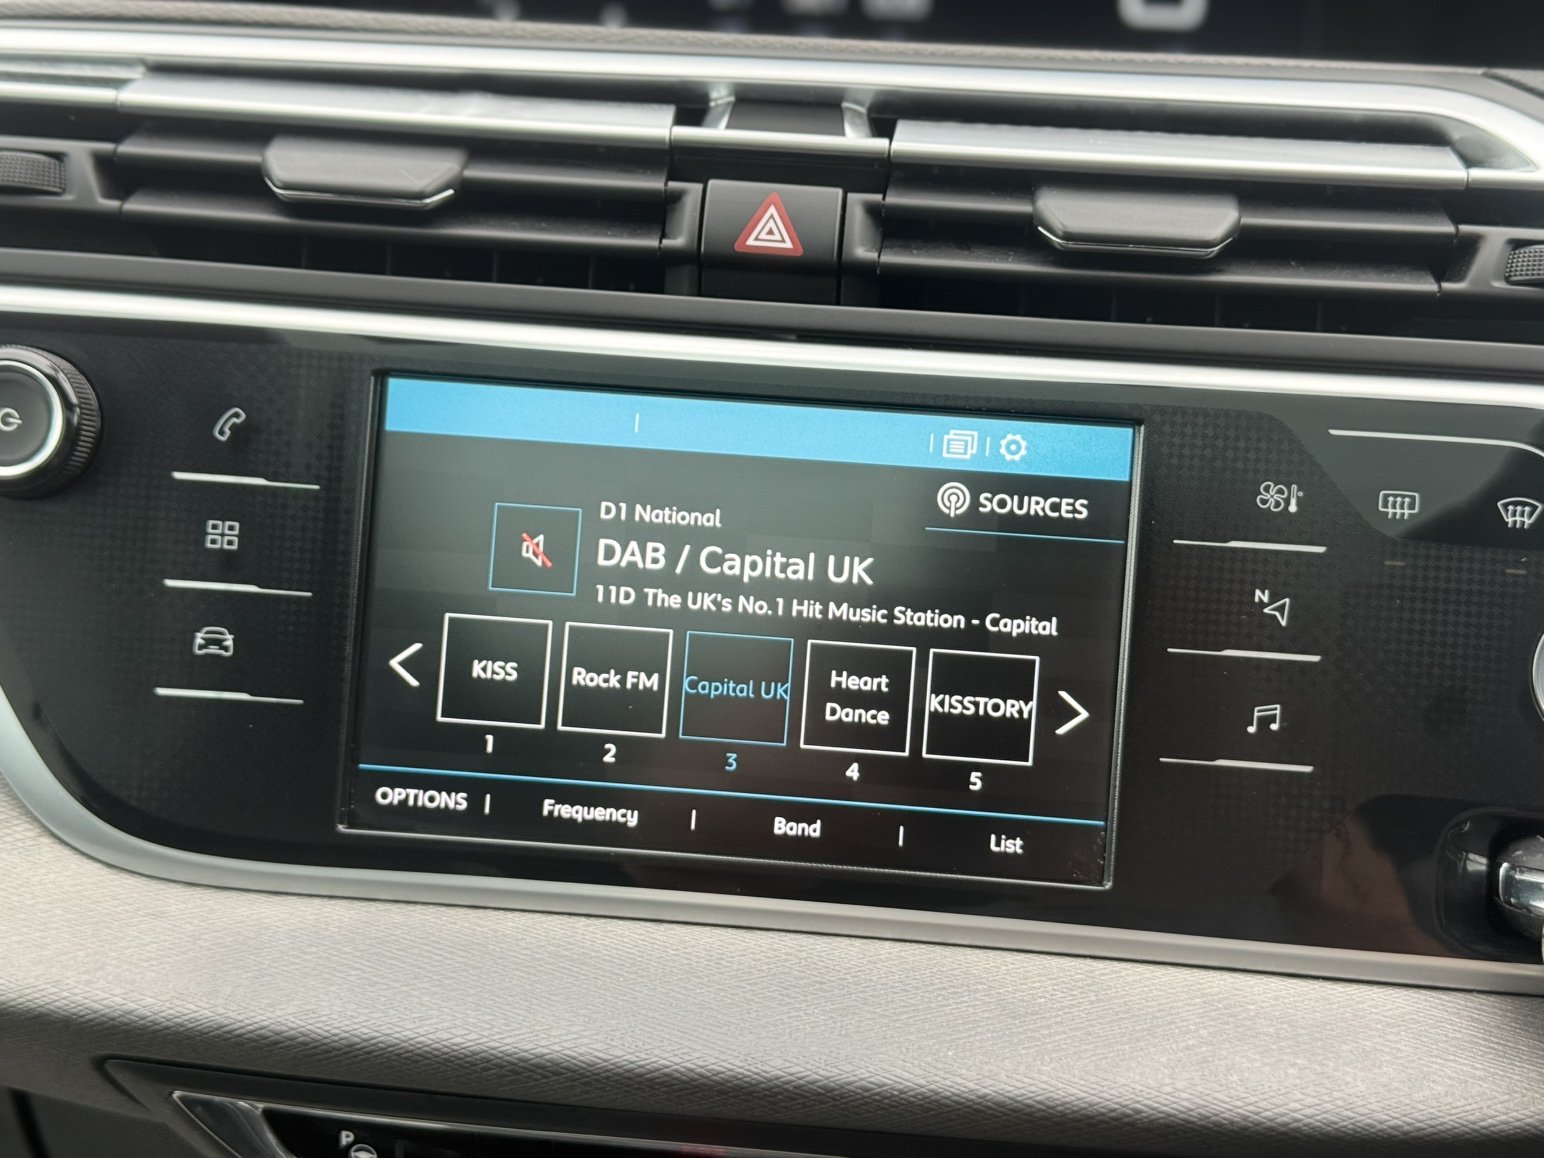 SOURCES
D1 National
DAB / Capital UK
11D The UK's No.1 Hit Music Station - Capital
KISS
Rock FM
Capital UK
Heart
Dance
KISSTORY
1
2
3
4
5
OPTIONS
Frequency
Band
List
N
P